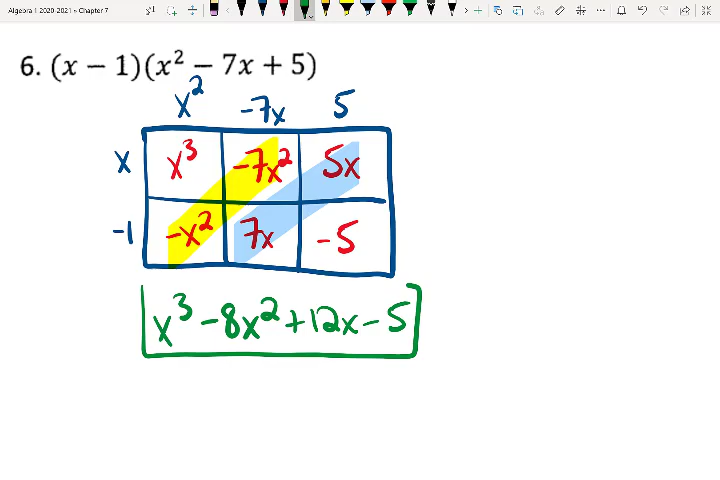 Algebra 1 2020-2021 » Chapter 7
6. (x − 1)(x² − 7x + 5)
x² -7x 5
x x³ -7x² 5x
-1 -x² 7x -5
x³ - 8x² + 12x - 5